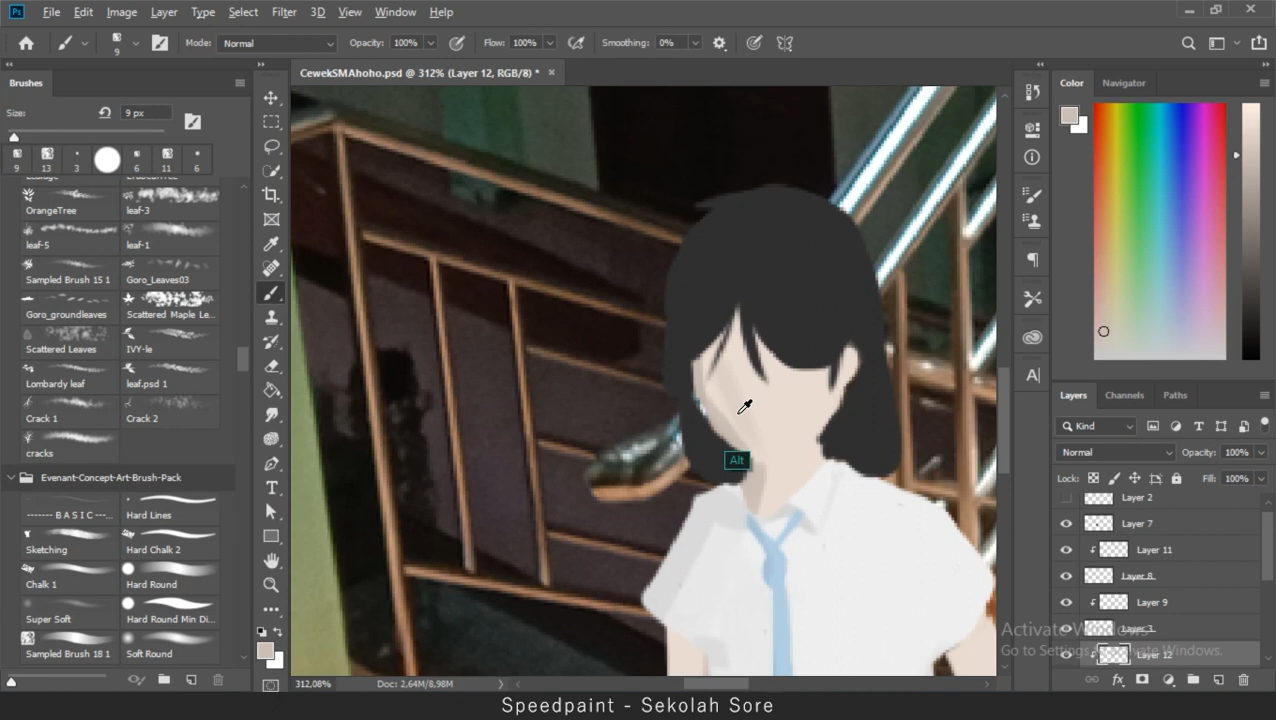 Ps File Edit Image Layer Type Select Filter 3D View Window Help
9 Mode: Normal Opacity: 100% Flow: 100% Smoothing: 0%
Brushes
CewekSMAhoho.psd @ 312% (Layer 12, RGB/8) *
Color Navigator
Size: 9 px
9 13 3 6 11 6
OrangeTree leaf-3
leaf-5 leaf-1
Sampled Brush 15 1 Goro_Leaves03
Goro_groundleaves Scattered Maple Le...
Scattered Leaves IVY-le
Lombardy leaf leaf.psd 1
Crack 1 Crack 2
cracks
Evenant-Concept-Art-Brush-Pack
------- B A S I C ---... Hard Lines
Sketching Hard Chalk 2
Chalk 1 Hard Round
Super Soft Hard Round Min Di...
Sampled Brush 18 1 Soft Round
Alt
Layers Channels Paths
Kind
Normal Opacity: 100%
Lock: Fill: 100%
Layer 2
Layer 7
Layer 11
Layer 8
Layer 9
Layer 3
Layer 12
Activate Windows
Go to Settings to activate Windows.
312,08% Doc: 2,64M/8,98M
Speedpaint - Sekolah Sore